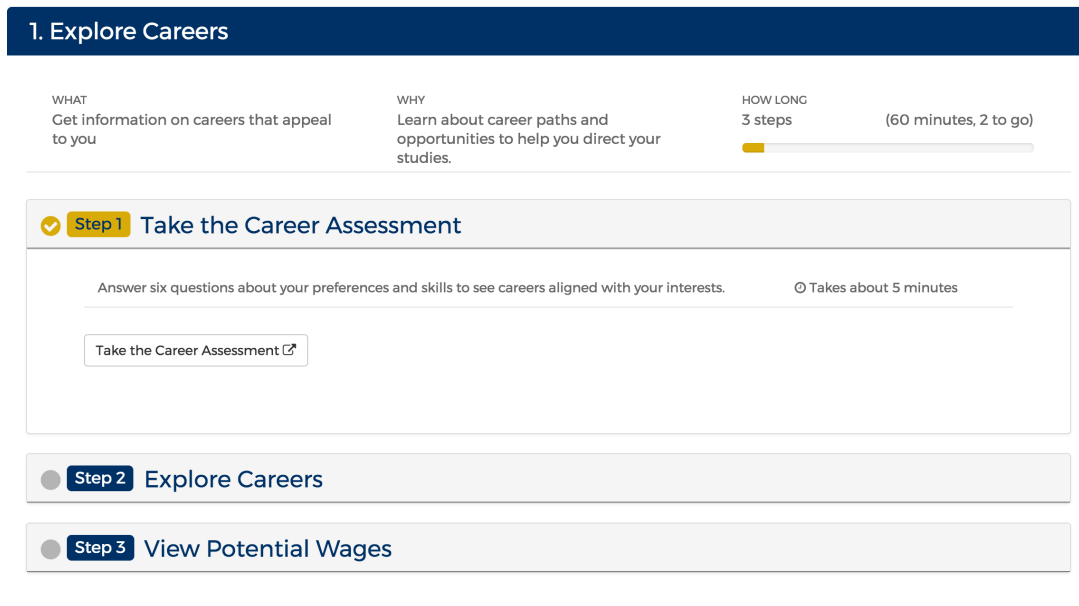 1. Explore Careers
WHAT
Get information on careers that appeal
to you
WHY
Learn about career paths and
opportunities to help you direct your
studies.
HOW LONG
3 steps (60 minutes, 2 to go)
Step 1 Take the Career Assessment
Answer six questions about your preferences and skills to see careers aligned with your interests. Takes about 5 minutes
Take the Career Assessment
Step 2 Explore Careers
Step 3 View Potential Wages